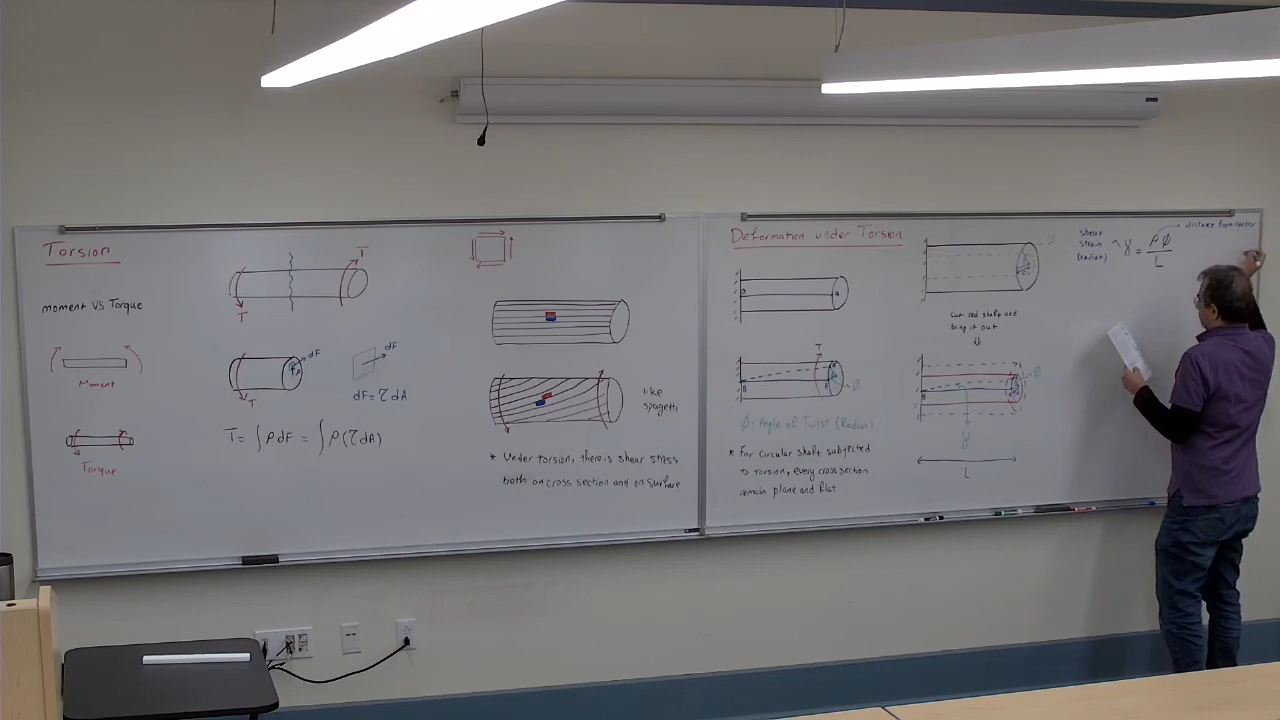 Torsion
moment VS Torque
Moment
Torque
T
T
T
dF
ρ
dF
dF = τ dA
T = ∫ ρ dF = ∫ ρ (τ dA)
like
spagetti
* Under torsion, there is shear stress
both on cross section and on surface
Deformation under Torsion
B
A
T
B
A
ϕ
ϕ: Angle of Twist (Radian)
* For Circular shaft subjected
to torsion, every cross section
remain plane and flat
ϕ
Cut red shaft and
bring it out
ϕ
B
γ
L
shear
strain
(radian)
γ = ρϕ / L
distance from center